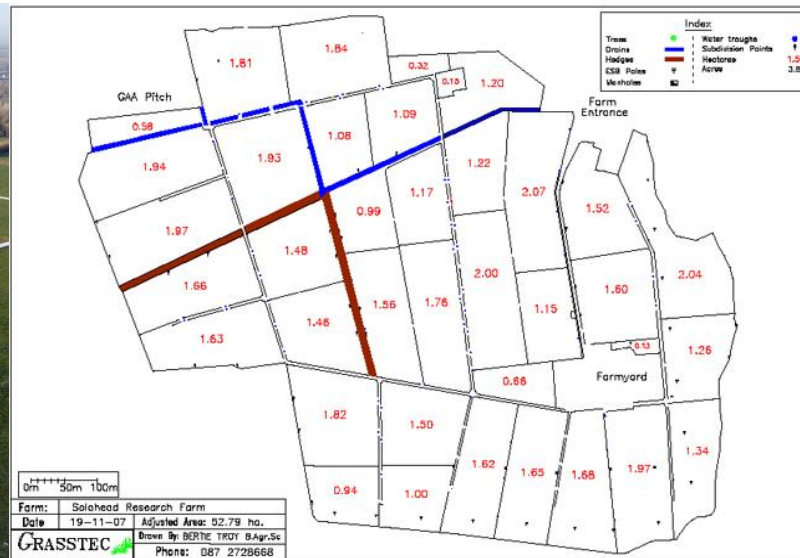 Index
Trees
Water troughs
Drains
Subdivision Points
Hedges
Hectares 1.5
ESB Poles
Acres 3.8
Manholes
1.81
1.84
0.32
0.15
1.20
GAA Pitch
Farm
Entrance
0.58
1.08
1.09
1.94
1.93
1.22
1.17
2.07
1.97
0.99
1.52
1.48
1.66
2.00
2.04
1.60
1.56
1.76
1.15
1.63
1.46
0.13
1.26
0.66
Farmyard
1.82
1.50
1.34
1.62
1.65
1.68
1.97
0.94
1.00
0m 50m 100m
Farm: Solohead Research Farm
Date 19-11-07 Adjusted Area: 52.79 ha.
GRASSTEC Drawn By: BERTIE TROY B.Agr.Sc
Phone: 087 2728668